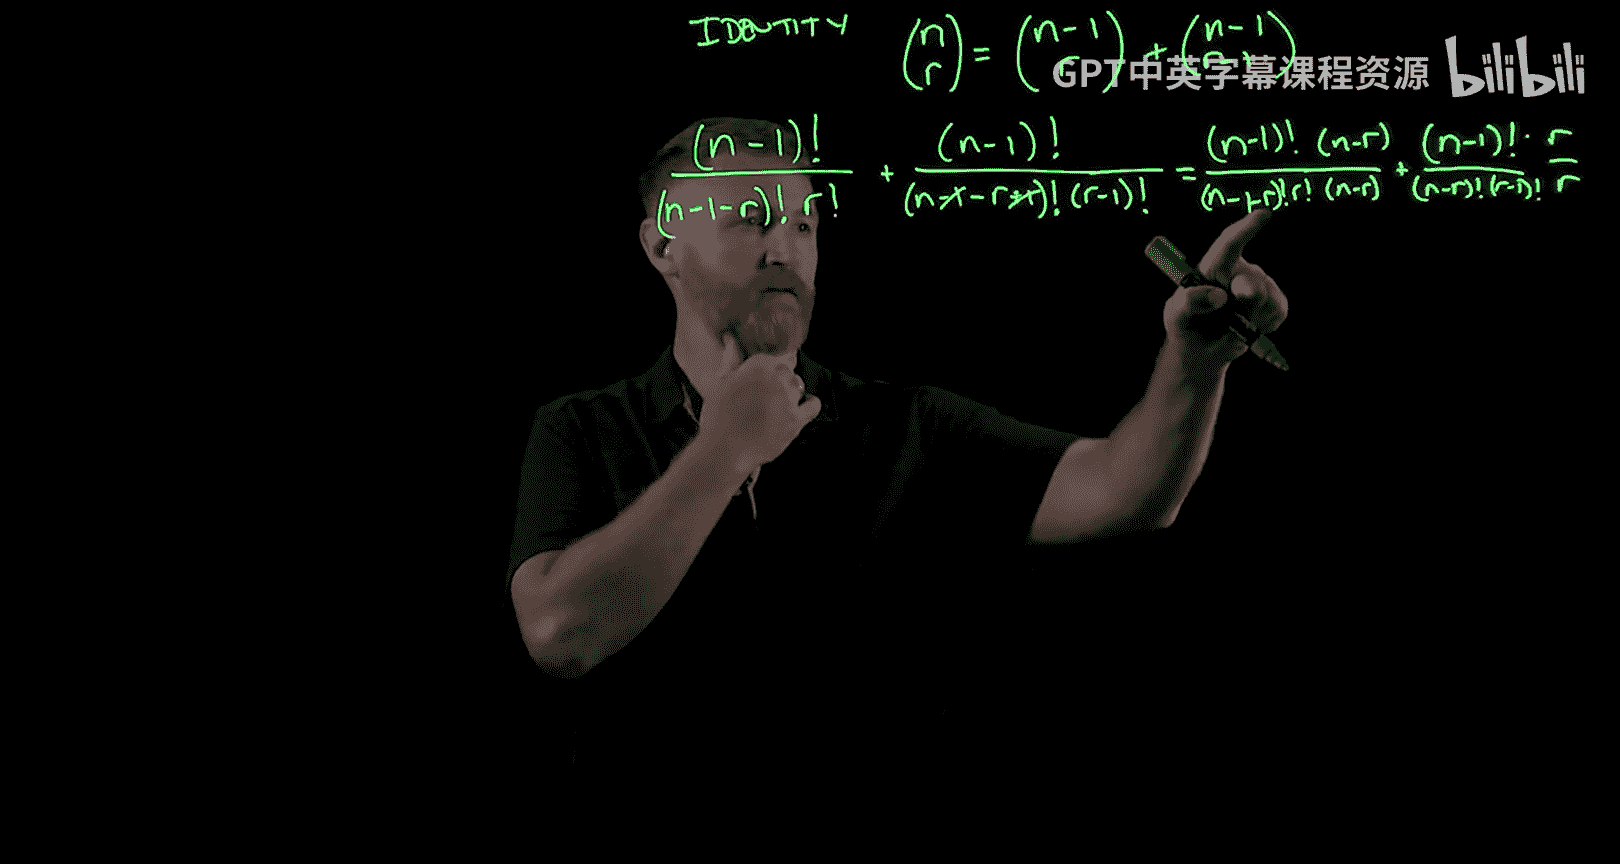 IDENTITY (n r) = (n-1 r) + (n-1 r-1)
GPT中英字幕课程资源 bilibili
(n-1)! / (n-1-r)! r! + (n-1)! / (n-1-r+1)! (r-1)! = (n-1)! (n-r) / (n-1-r)! r! (n-r) + (n-1)! / (n-r)! (r-1)! · r / r